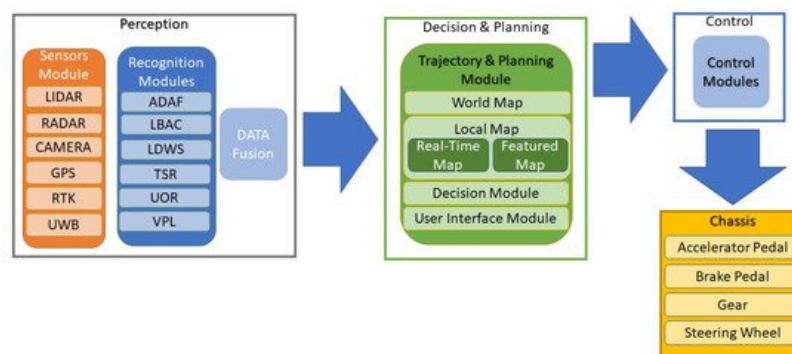 Perception
Sensors
Module
LIDAR
RADAR
CAMERA
GPS
RTK
UWB
Recognition
Modules
ADAF
LBAC
LDWS
TSR
UOR
VPL
DATA
Fusion
Decision & Planning
Trajectory & Planning
Module
World Map
Local Map
Real-Time
Map
Featured
Map
Decision Module
User Interface Module
Control
Control
Modules
Chassis
Accelerator Pedal
Brake Pedal
Gear
Steering Wheel